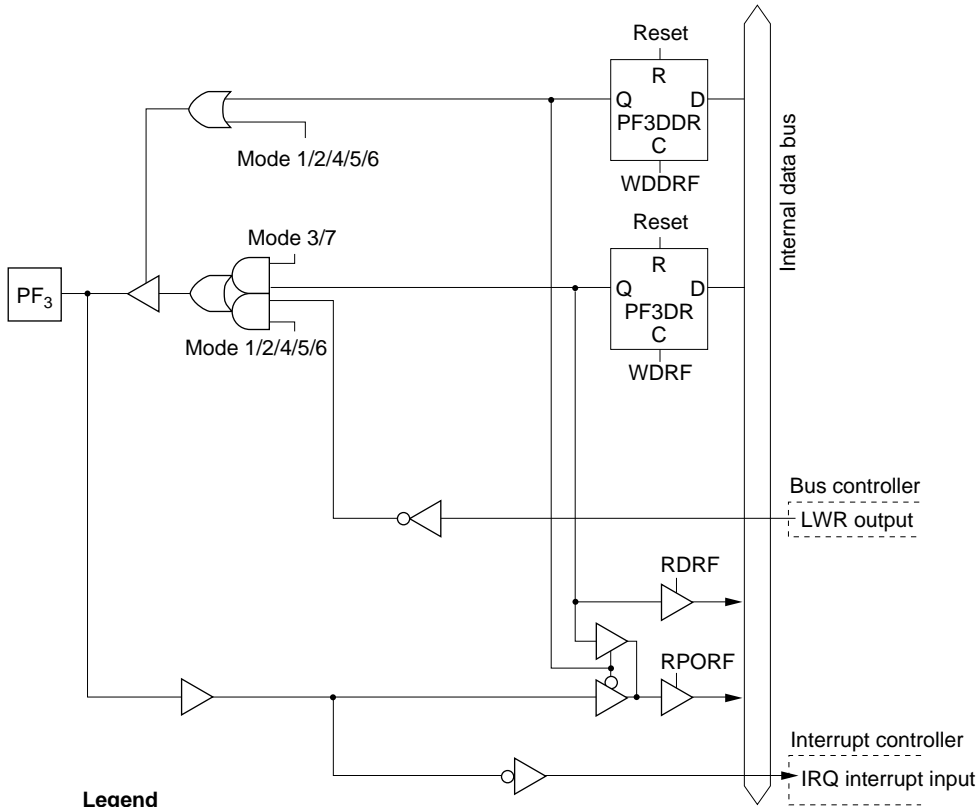 Reset
R
Q
D
PF3DDR
C
WDDRF
Mode 1/2/4/5/6
Internal data bus
Reset
R
Q
D
PF3DR
C
WDRF
Mode 3/7
PF3
Mode 1/2/4/5/6
Bus controller
LWR output
RDRF
RPORF
Interrupt controller
IRQ interrupt input
Legend